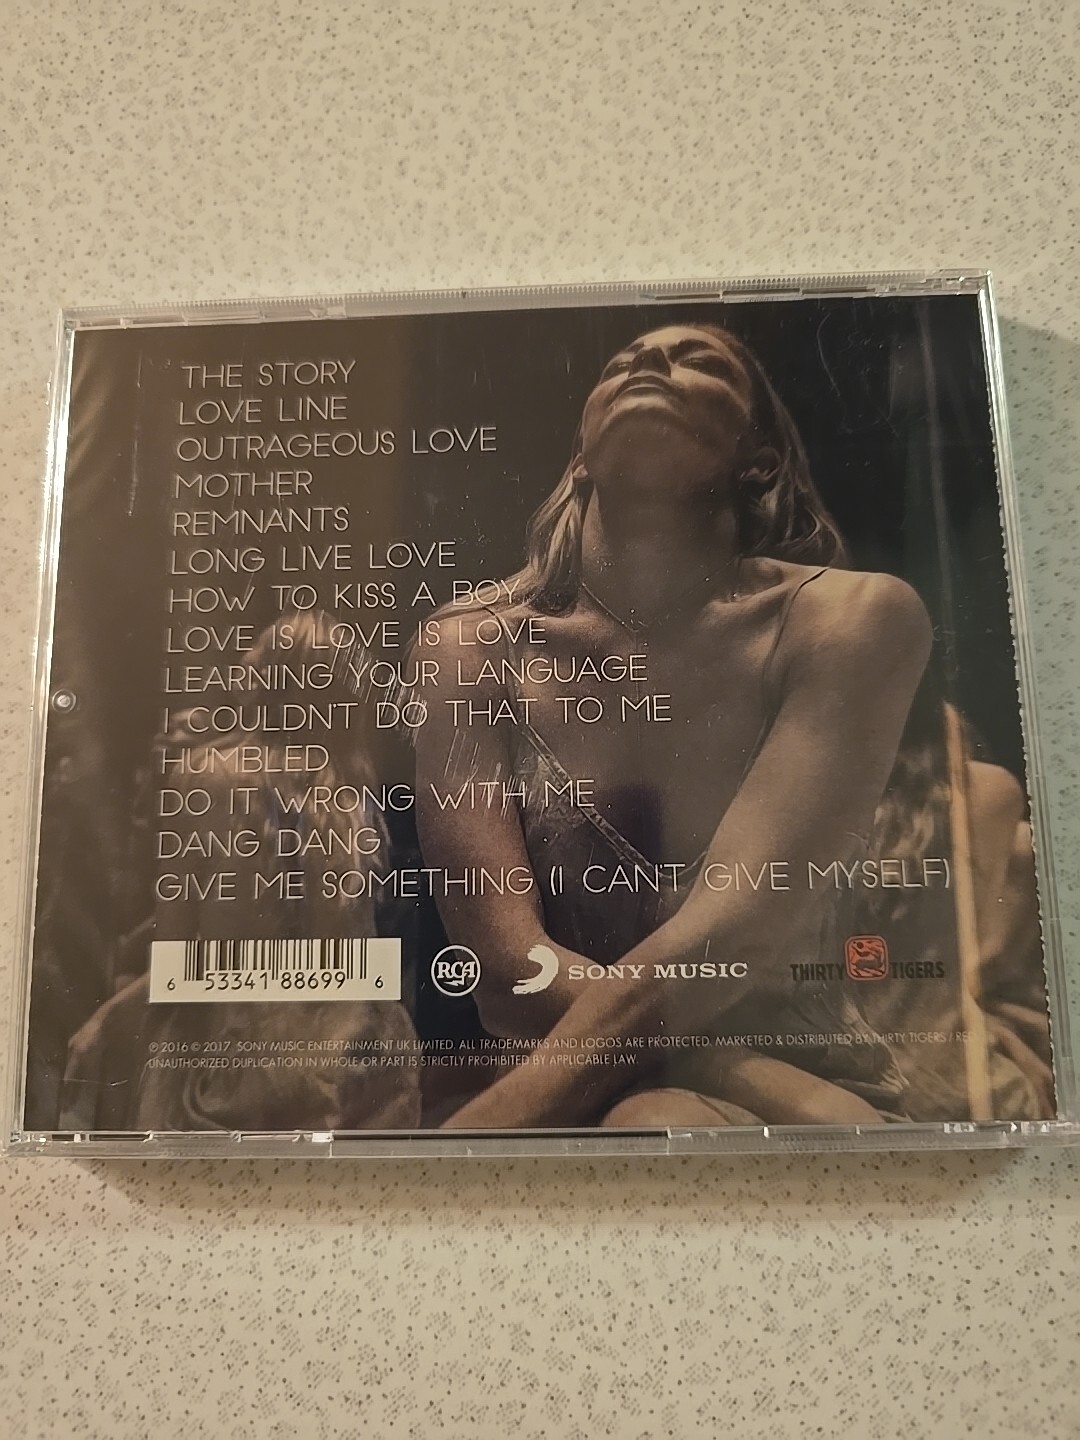 THE STORY
LOVE LINE
OUTRAGEOUS LOVE
MOTHER
REMNANTS
LONG LIVE LOVE
HOW TO KISS A BOY
LOVE IS LOVE IS LOVE
LEARNING YOUR LANGUAGE
I COULDN'T DO THAT TO ME
HUMBLED
DO IT WRONG WITH ME
DANG DANG
GIVE ME SOMETHING (I CAN'T GIVE MYSELF)
6 53341 88699 6
RCA
SONY MUSIC
THIRTY TIGERS
℗ 2016 © 2017 SONY MUSIC ENTERTAINMENT UK LIMITED. ALL TRADEMARKS AND LOGOS ARE PROTECTED. MARKETED & DISTRIBUTED BY THIRTY TIGERS / RED
UNAUTHORIZED DUPLICATION IN WHOLE OR PART IS STRICTLY PROHIBITED BY APPLICABLE LAW.